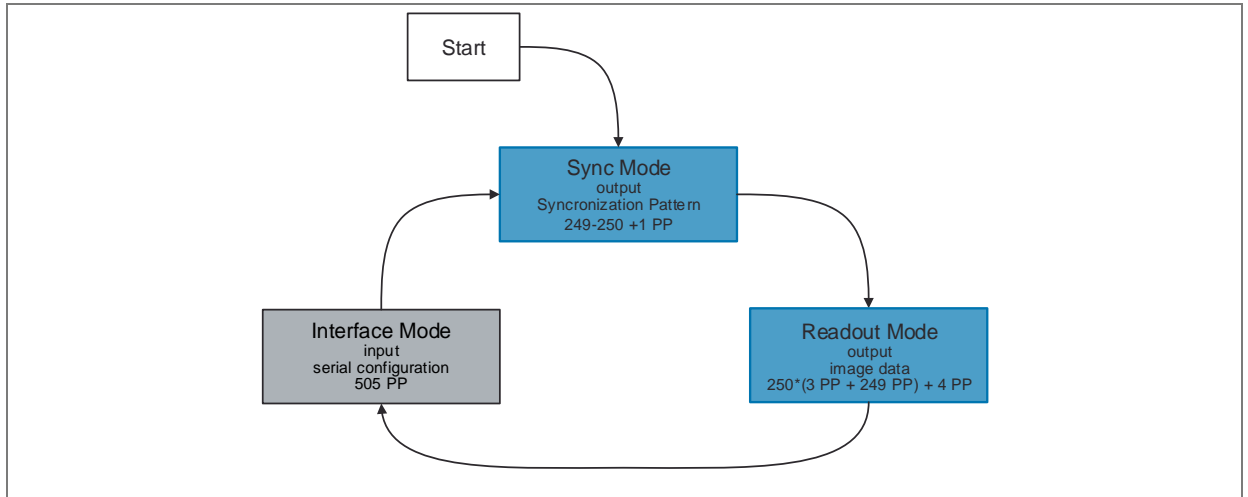 Start
Sync Mode
output
Syncronization Pattern
249-250 +1 PP
Interface Mode
input
serial configuration
505 PP
Readout Mode
output
image data
250*(3 PP + 249 PP) + 4 PP